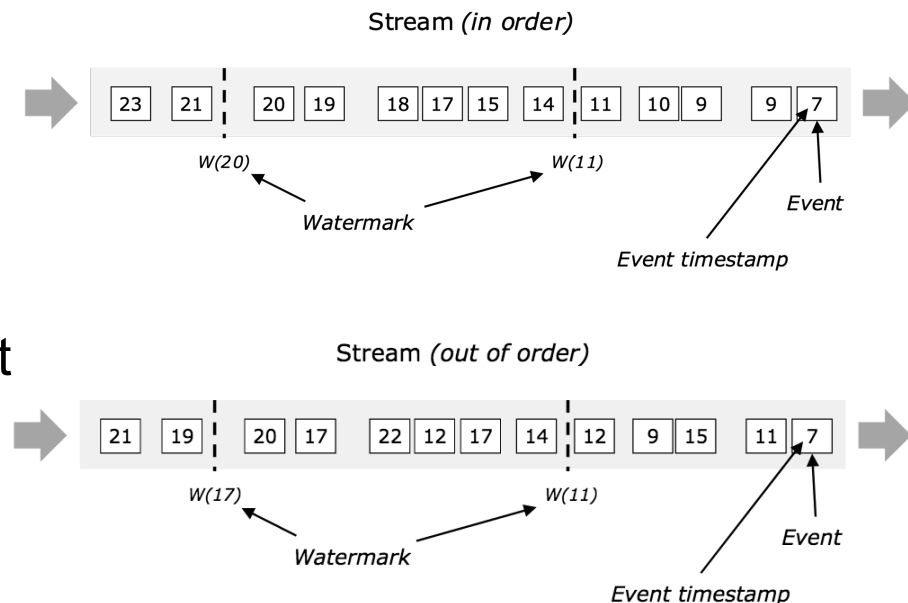 Stream (in order)
23 21 20 19 18 17 15 14 11 10 9 9 7
W(20) W(11)
Watermark
Event
Event timestamp
t
Stream (out of order)
21 19 20 17 22 12 17 14 12 9 15 11 7
W(17) W(11)
Watermark
Event
Event timestamp